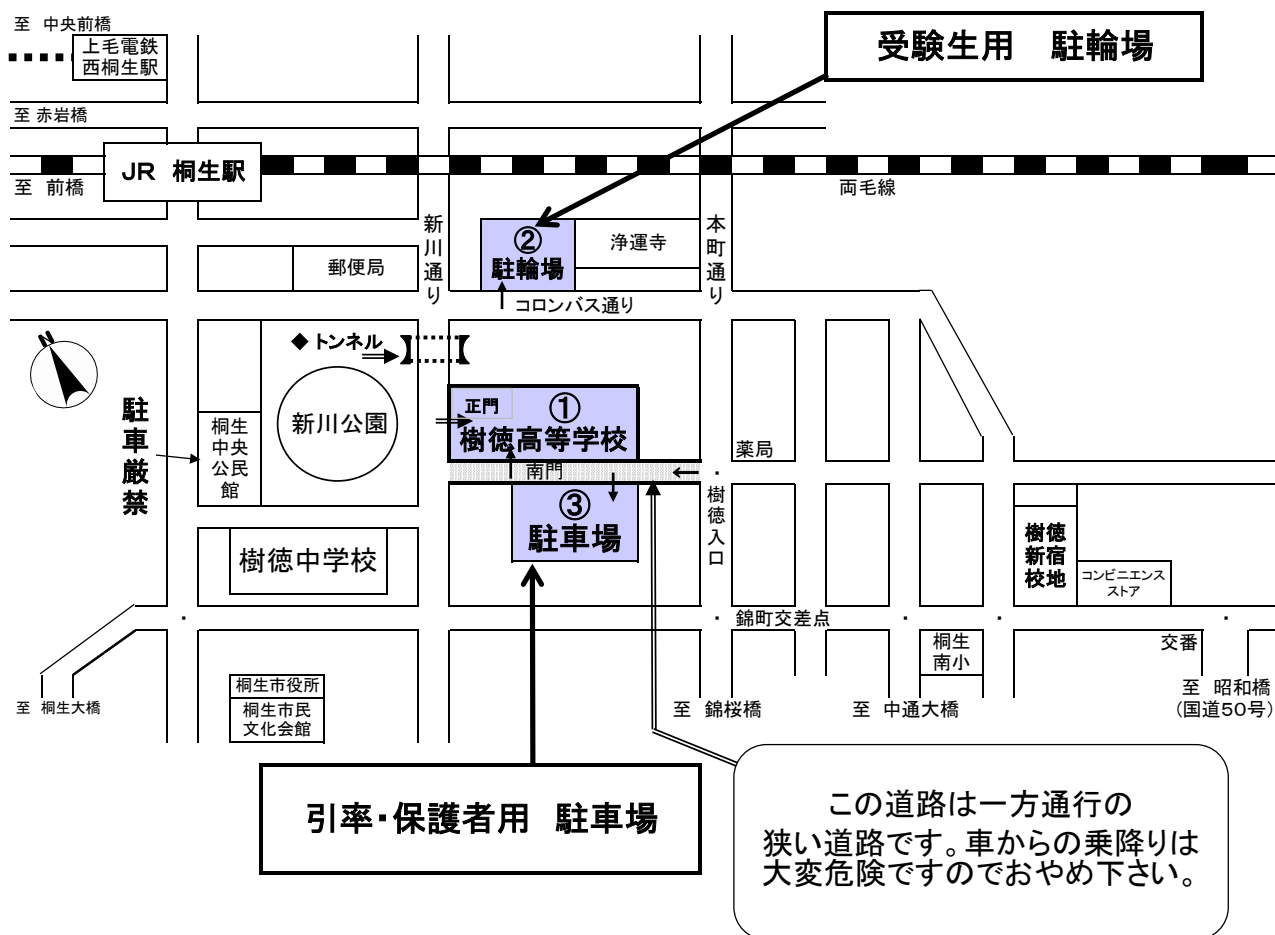 至 中央前橋
上毛電鉄
西桐生駅
受験生用 駐輪場
至 赤岩橋
JR 桐生駅
至 前橋
両毛線
新川通り
本町通り
②
駐輪場
浄運寺
郵便局
コロンバス通り
N
◆トンネル
駐車厳禁
桐生
中央
公民
館
新川公園
正門
①
樹徳高等学校
薬局
南門
・樹徳入口
③
駐車場
樹徳中学校
樹徳
新宿
校地
コンビニエンス
ストア
・
・錦町交差点
・
・
・
交番
桐生
南小
桐生市役所
桐生市民
文化会館
至 桐生大橋
至 錦桜橋
至 中通大橋
至 昭和橋
(国道50号)
引率・保護者用 駐車場
この道路は一方通行の
狭い道路です。車からの乗降りは
大変危険ですのでおやめ下さい。